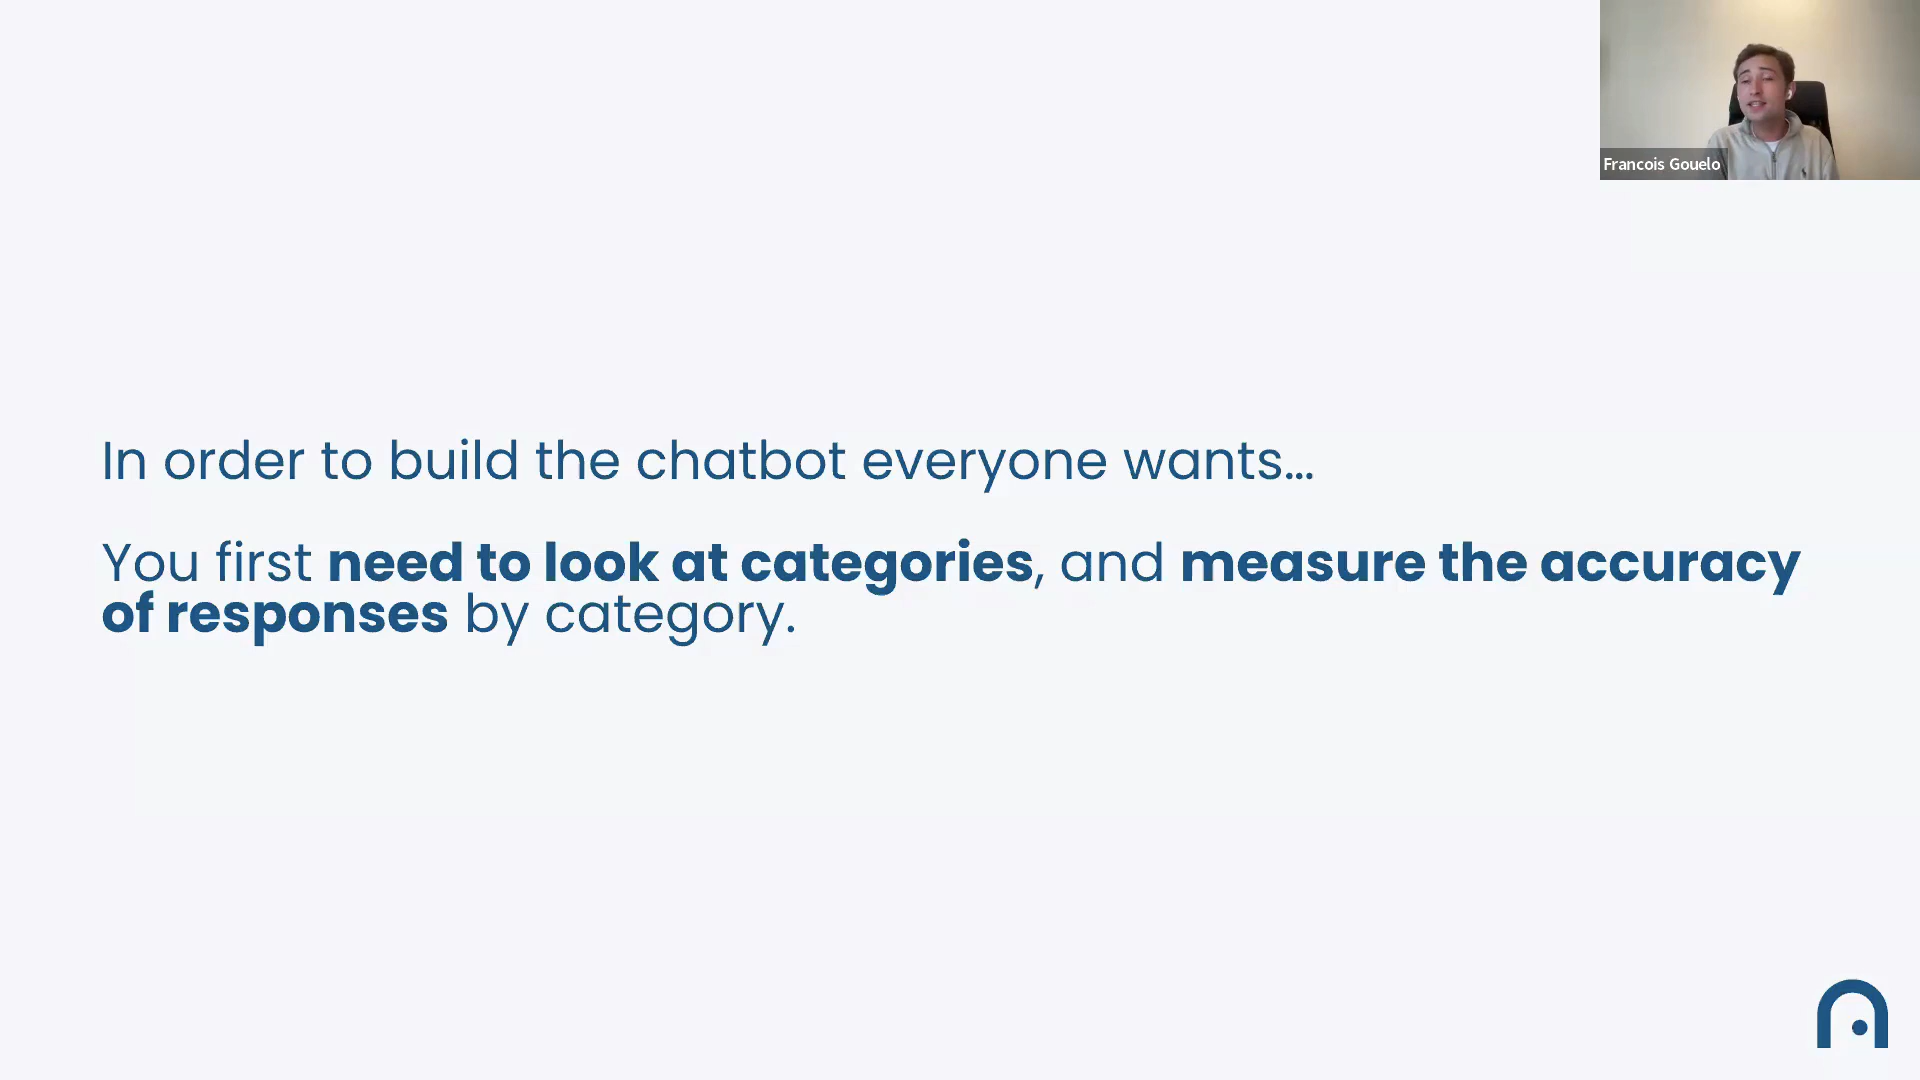 Francois Gouelo
In order to build the chatbot everyone wants...
You first need to look at categories, and measure the accuracy
of responses by category.